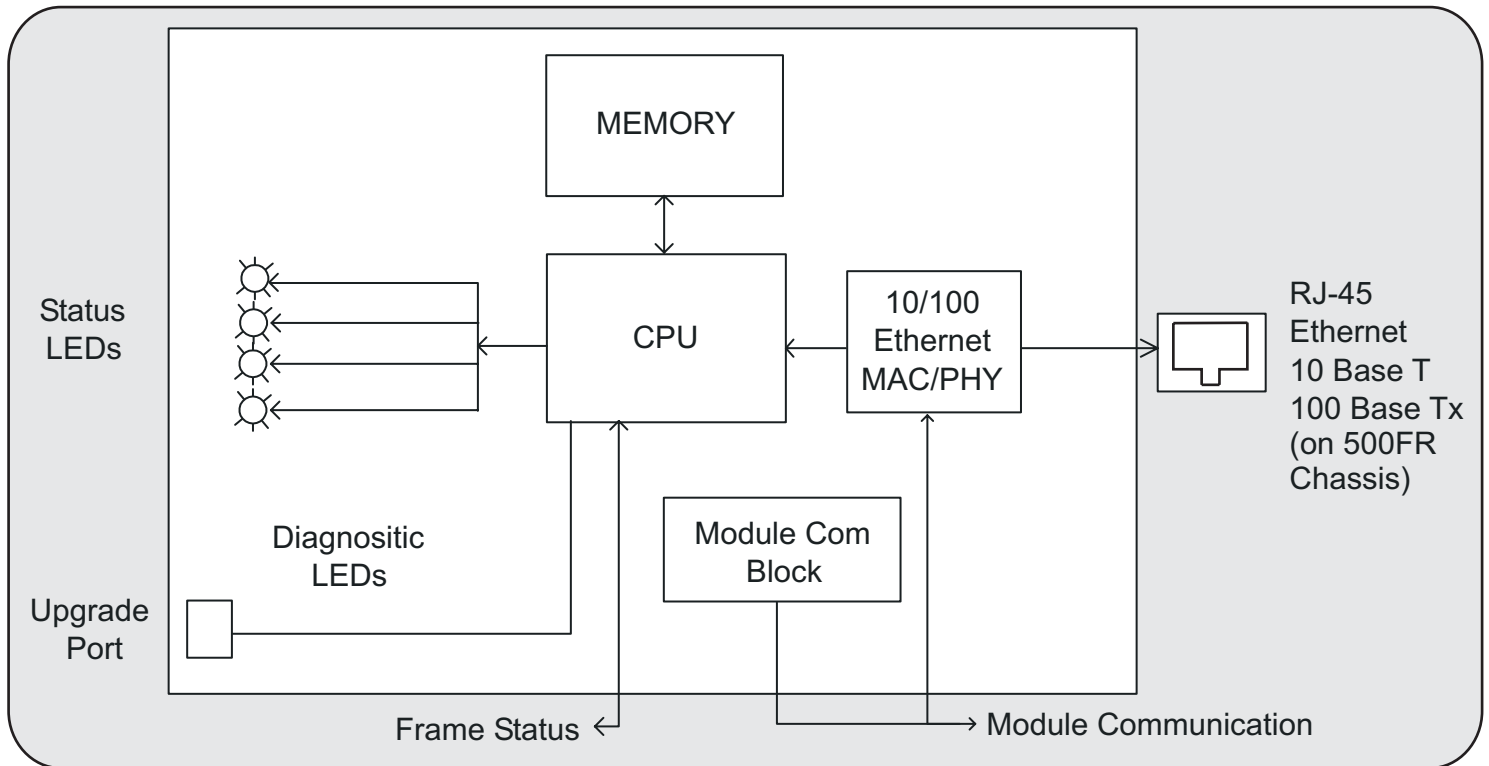 MEMORY
Status
LEDs
CPU
10/100
Ethernet
MAC/PHY
RJ-45
Ethernet
10 Base T
100 Base Tx
(on 500FR
Chassis)
Diagnositic
LEDs
Module Com
Block
Upgrade
Port
Frame Status
Module Communication